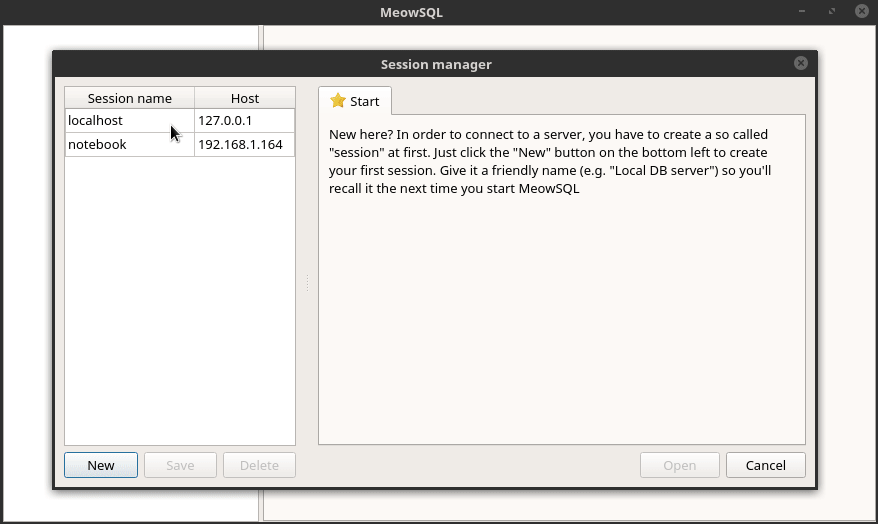 MeowSQL
Session manager
Session name Host
localhost 127.0.0.1
notebook 192.168.1.164
Start
New here? In order to connect to a server, you have to create a so called
"session" at first. Just click the "New" button on the bottom left to create
your first session. Give it a friendly name (e.g. "Local DB server") so you'll
recall it the next time you start MeowSQL
New Save Delete Open Cancel